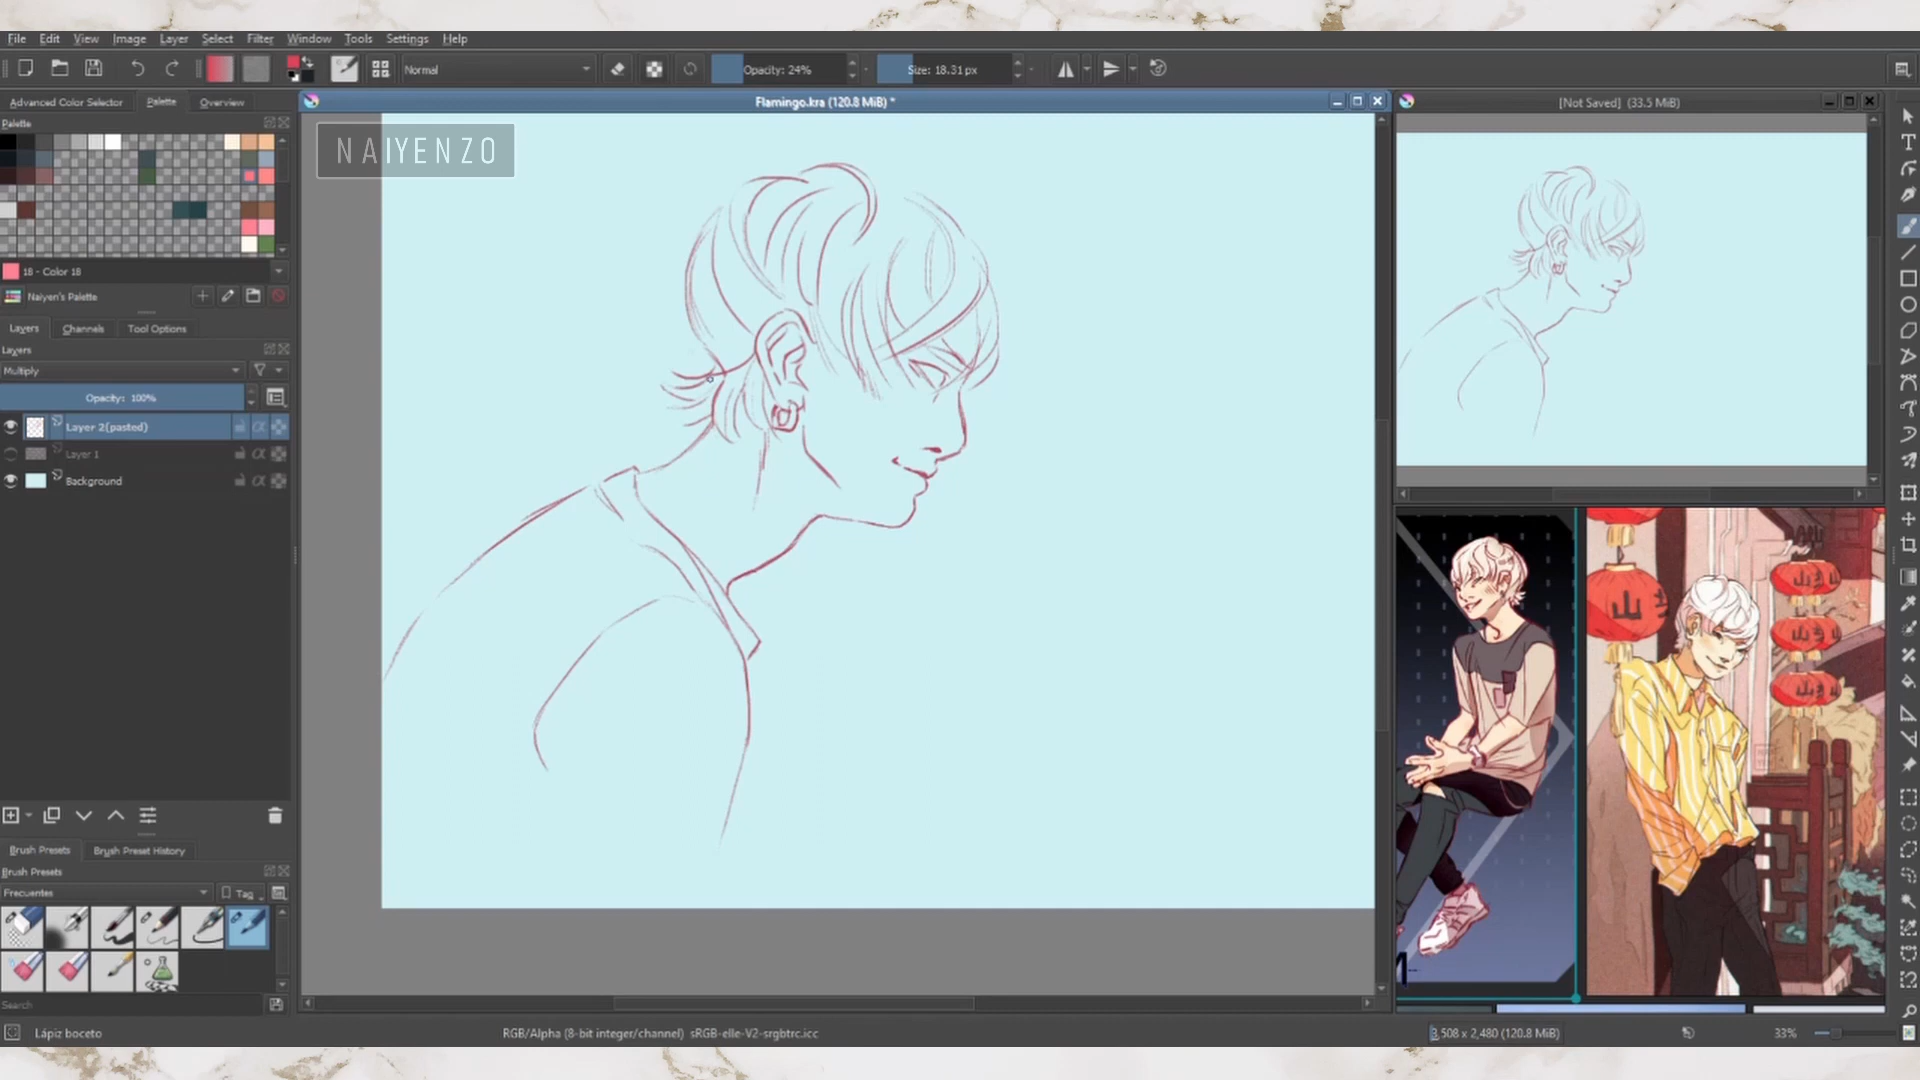 File Edit View Image Layer Select Filter Window Tools Settings Help
Normal
Opacity: 24%
Size: 18.31 px
Advanced Color Selector
Palette
Overview
Palette
18 - Color 18
Naiyen's Palette
Layers
Channels
Tool Options
Layers
Multiply
Opacity: 100%
Layer 2(pasted)
Layer 1
Background
Brush Presets
Brush Preset History
Brush Presets
Frecuentes
Tag
Search
Lápiz boceto
Flamingo.kra (120.8 MiB) *
NAIYENZO
[Not Saved] (33.5 MiB)
山
山
山
山
RGB/Alpha (8-bit integer/channel) sRGB-elle-V2-srgbtrc.icc
3,508 x 2,480 (120.8 MiB)
33%